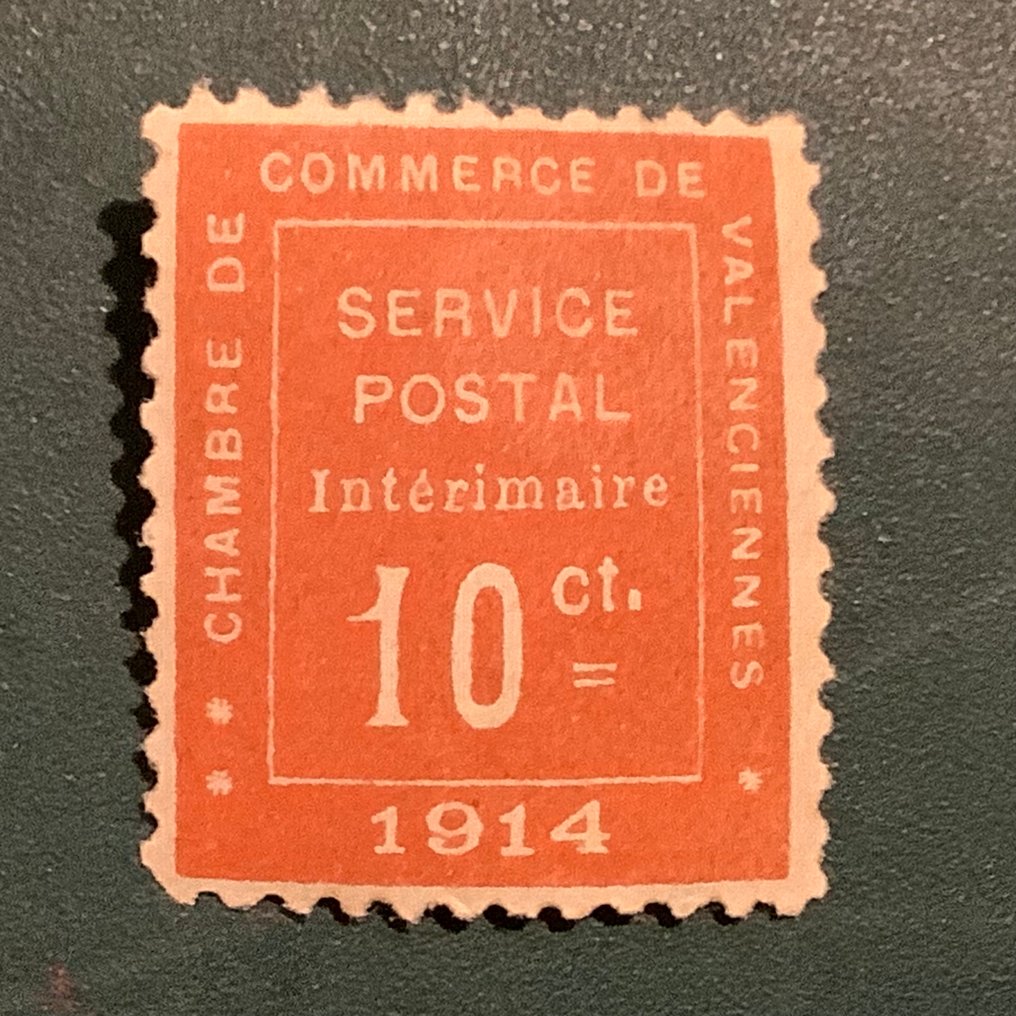 * * CHAMBRE DE
COMMERCE DE
VALENCIENNES *
SERVICE
POSTAL
Intérimaire
10 ct.
=
1914